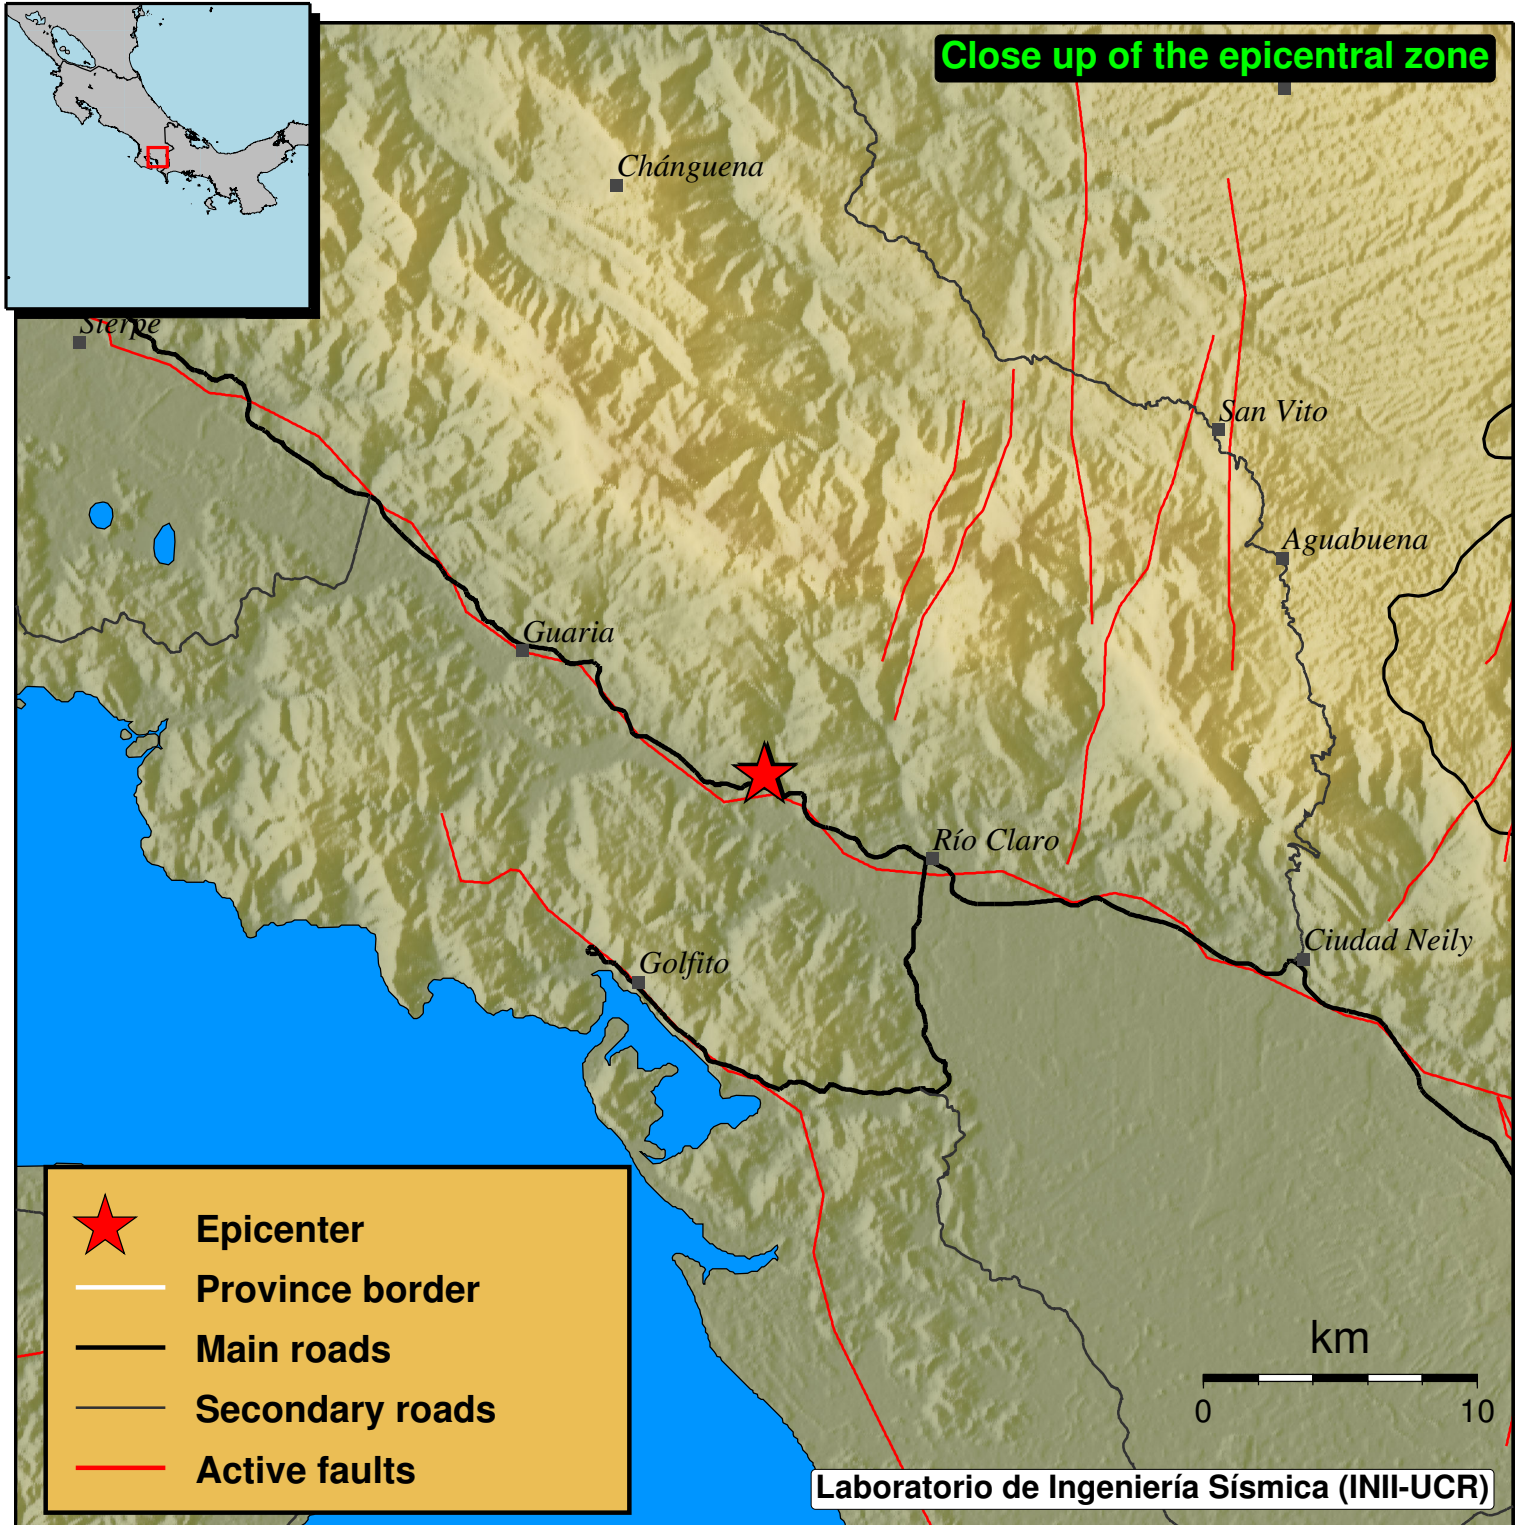 Close up of the epicentral zone
Chánguena
Sierpe
San Vito
Aguabuena
Guaria
Río Claro
Ciudad Neily
Golfito
Epicenter
Province border
Main roads
Secondary roads
Active faults
km
0 10
Laboratorio de Ingeniería Sísmica (INII-UCR)